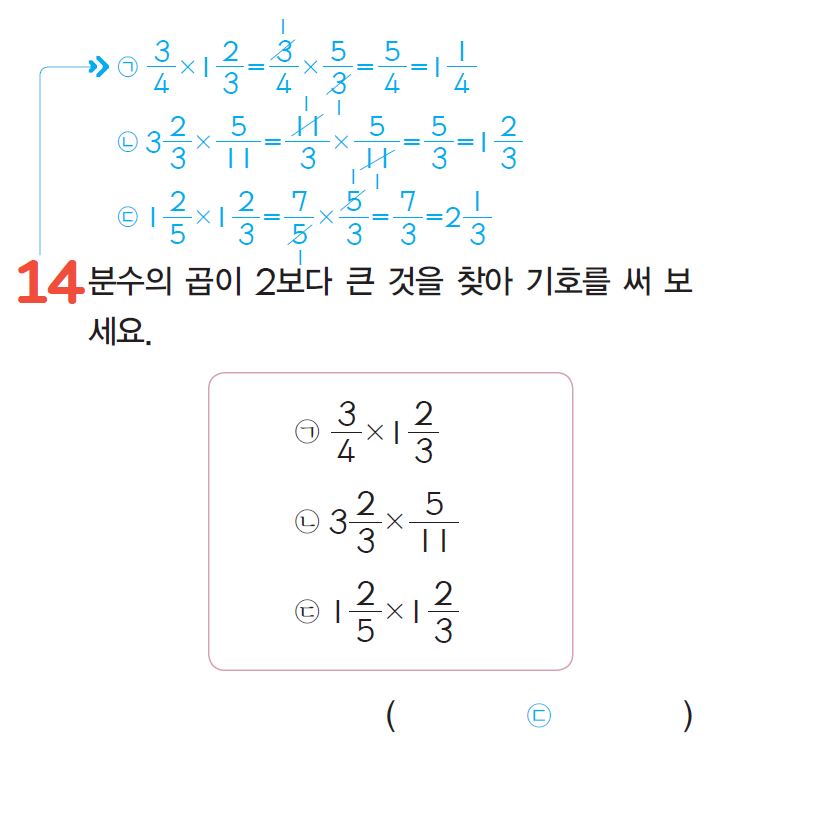 ㉠ 3/4×1 2/3=3/4×5/3=5/4=1 1/4
㉡ 3 2/3×5/11=11/3×5/11=5/3=1 2/3
㉢ 1 2/5×1 2/3=7/5×5/3=7/3=2 1/3
14 분수의 곱이 2보다 큰 것을 찾아 기호를 써 보
세요.
㉠ 3/4×1 2/3
㉡ 3 2/3×5/11
㉢ 1 2/5×1 2/3
( ㉢ )